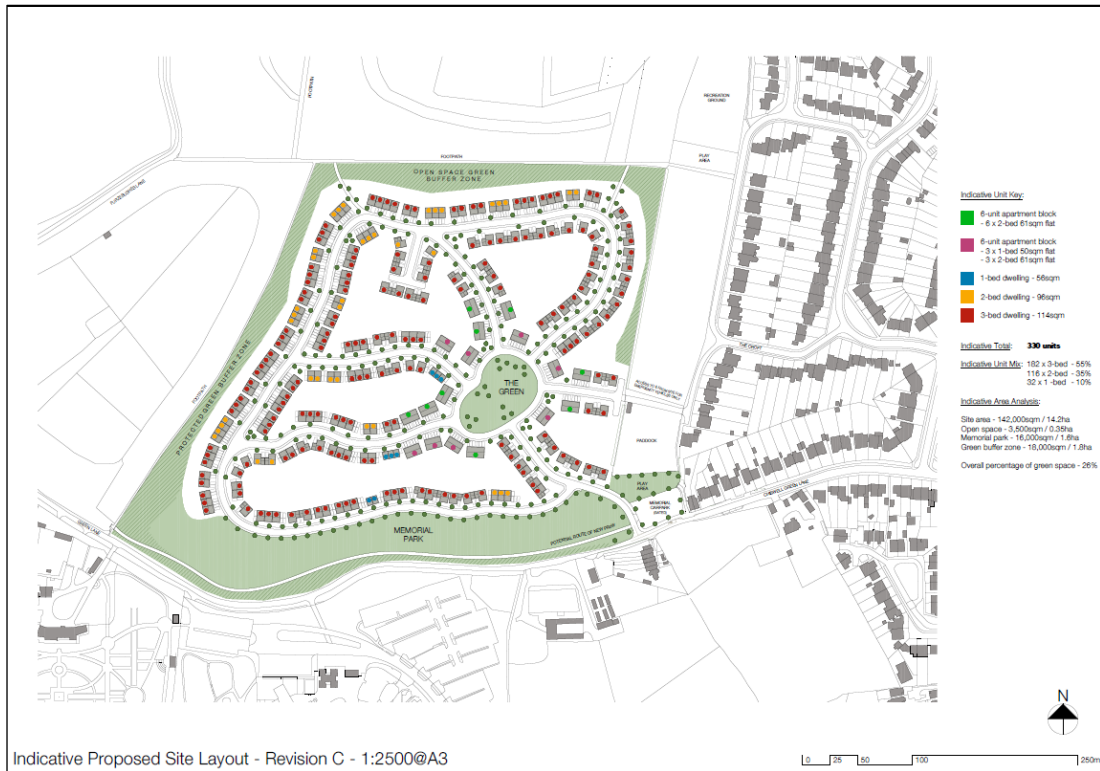 FOOTPATH
RECREATION
GROUND
FOOTPATH
PLAY
AREA
OPEN SPACE GREEN
BUFFER ZONE
FOOTPATH
PROTECTED GREEN BUFFER ZONE
THE
GREEN
PADDOCK
PLAY
AREA
MEMORIAL
CARPARK
MEMORIAL
PARK
POTENTIAL ROUTE OF NEW
Indicative Unit Key:
6-unit apartment block
- 6 x 2-bed 61sqm flat
6-unit apartment block
- 3 x 1-bed 50sqm flat
- 3 x 2-bed 61sqm flat
1-bed dwelling - 56sqm
2-bed dwelling - 96sqm
3-bed dwelling - 114sqm
Indicative Total: 330 units
Indicative Unit Mix: 182 x 3-bed - 55%
116 x 2-bed - 35%
32 x 1-bed - 10%
Indicative Area Analysis:
Site area - 142,000sqm / 14.2ha
Open space - 3,500sqm / 0.35ha
Memorial park - 16,000sqm / 1.6ha
Green buffer zone - 18,000sqm / 1.8ha
Overall percentage of green space - 26%
N
Indicative Proposed Site Layout - Revision C - 1:2500@A3
0 25 50 100 250m